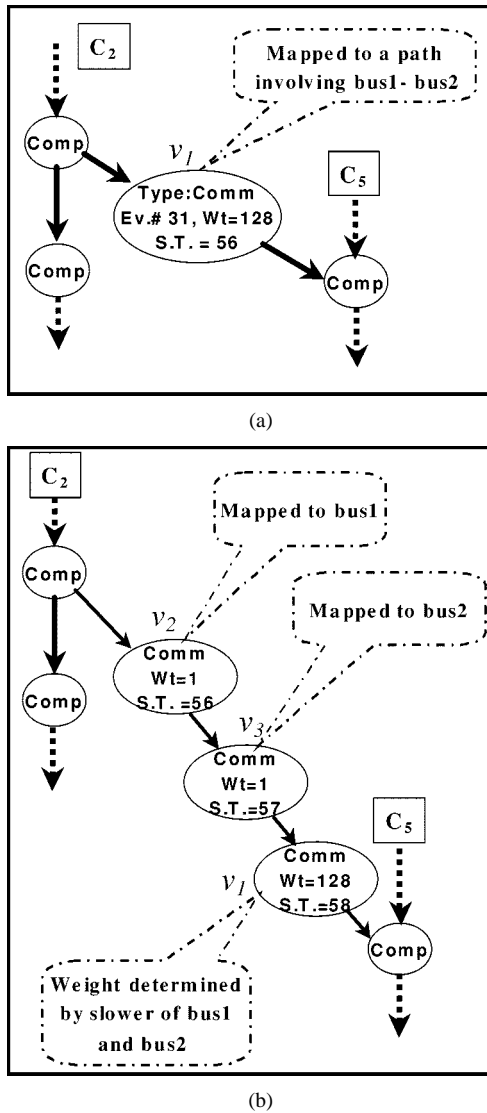 C2
Mapped to a path
involving bus1- bus2
Comp
v1
Type:Comm
Ev.# 31, Wt=128
S.T. = 56
C5
Comp
Comp
(a)
C2
Mapped to bus1
Comp
Mapped to bus2
v2
Comm
Wt=1
S.T. =56
Comp
v3
Comm
Wt=1
S.T.=57
C5
Comm
Wt=128
S.T.=58
v1
Comp
Weight determined
by slower of bus1
and bus2
(b)